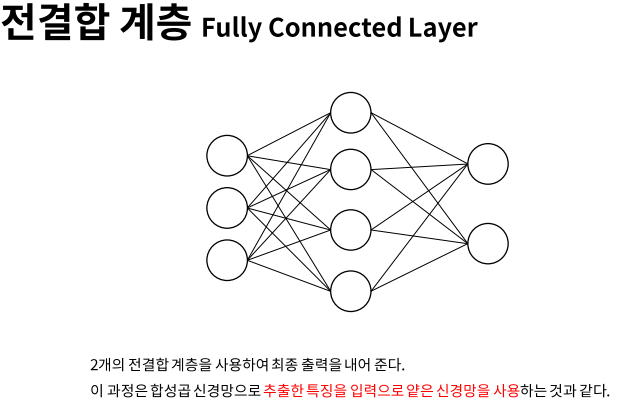 전결합 계층 Fully Connected Layer
2개의 전결합 계층을 사용하여 최종 출력을 내어 준다.
이 과정은 합성곱 신경망으로 추출한 특징을 입력으로 얕은 신경망을 사용하는 것과 같다.